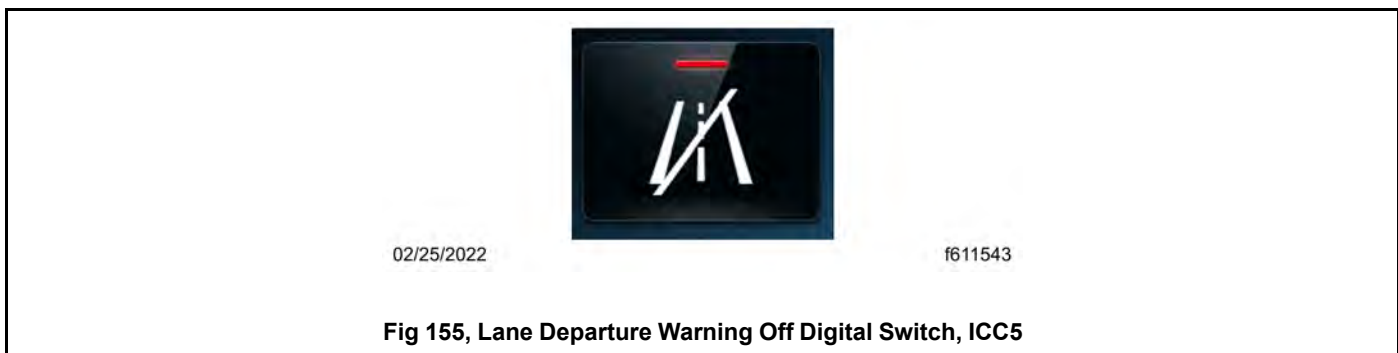 02/25/2022
f611543
Fig 155, Lane Departure Warning Off Digital Switch, ICC5